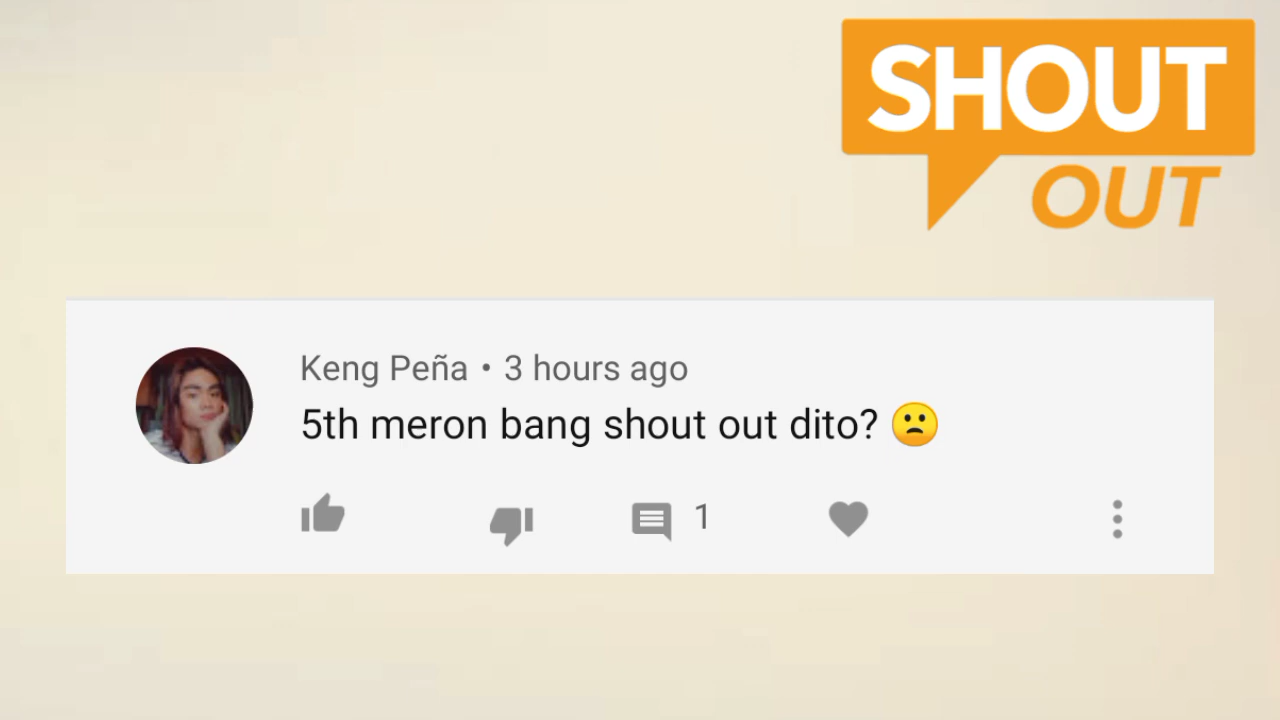 SHOUT
OUT
Keng Peña • 3 hours ago
5th meron bang shout out dito? 🙁
1